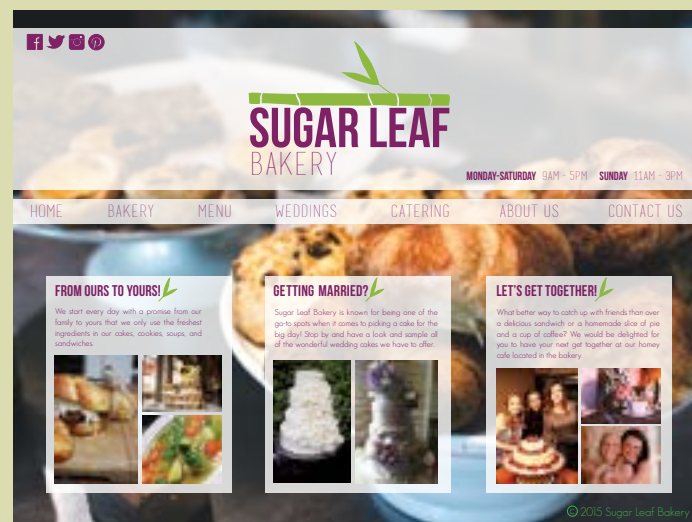 SUGAR LEAF
BAKERY
MONDAY-SATURDAY 9AM - 5PM SUNDAY 11AM - 3PM
HOME BAKERY MENU WEDDINGS CATERING ABOUT US CONTACT US
FROM OURS TO YOURS!
We start every day with a promise from our
family to yours that we only use the freshest
ingredients in our cakes, cookies, soups, and
sandwiches
GETTING MARRIED?
Sugar Leaf Bakery is known for being one of the
go-to spots when it comes to picking a cake for the
big day! Stop by and have a look and sample all
of the wonderful wedding cakes we have to offer.
LET'S GET TOGETHER!
What better way to catch up with friends than over
a delicious sandwich or a homemade slice of pie
and a cup of coffee? We would be delighted for
you to have your next get together at our homey
cafe located in the bakery
© 2015 Sugar Leaf Bakery